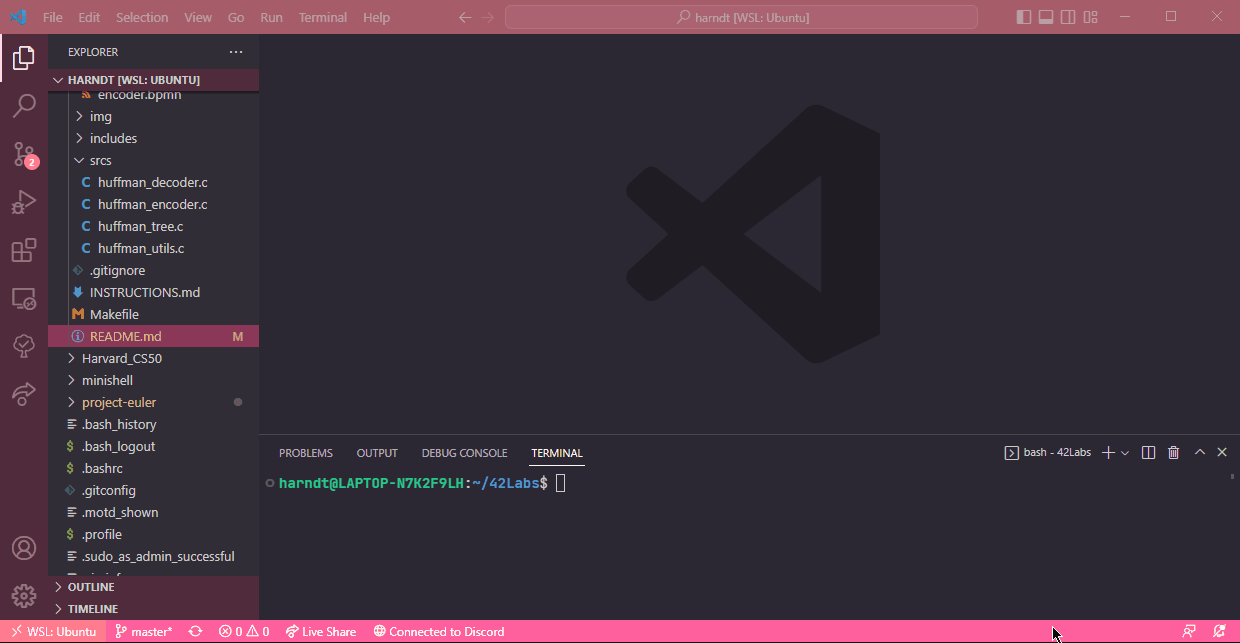 File Edit Selection View Go Run Terminal Help
harndt [WSL: Ubuntu]
EXPLORER
HARNDT [WSL: UBUNTU]
encoder.bpmn
img
includes
srcs
C huffman_decoder.c
C huffman_encoder.c
C huffman_tree.c
C huffman_utils.c
.gitignore
INSTRUCTIONS.md
M Makefile
README.md M
Harvard_CS50
minishell
project-euler
.bash_history
$ .bash_logout
$ .bashrc
.gitconfig
.motd_shown
$ .profile
.sudo_as_admin_successful
OUTLINE
TIMELINE
2
PROBLEMS OUTPUT DEBUG CONSOLE TERMINAL
bash - 42Labs
harndt@LAPTOP-N7K2F9LH:~/42Labs$
WSL: Ubuntu master* 0 0 Live Share Connected to Discord